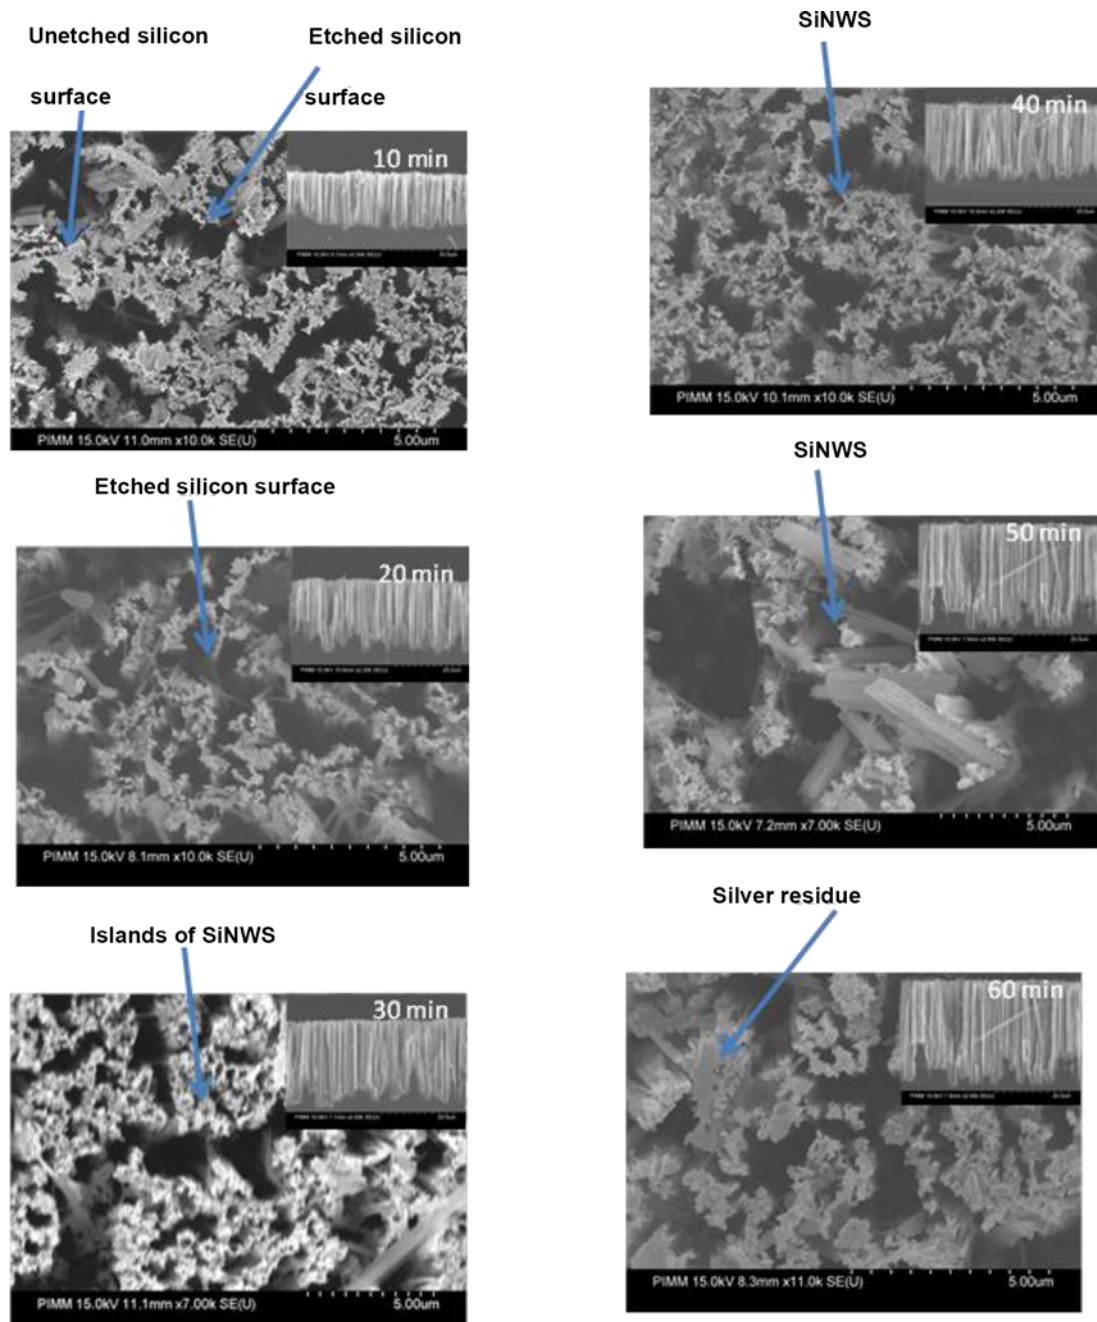 Unetched silicon
surface
Etched silicon
surface
10 min
PIMM 15.0kV 11.0mm x10.0k SE(U)
5.00um
Etched silicon surface
20 min
PIMM 15.0kV 8.1mm x10.0k SE(U)
5.00um
Islands of SiNWS
30 min
PIMM 15.0kV 11.1mm x7.00k SE(U)
5.00um
SiNWS
40 min
PIMM 15.0kV 10.1mm x10.0k SE(U)
5.00um
SiNWS
50 min
PIMM 15.0kV 7.2mm x7.00k SE(U)
5.00um
Silver residue
60 min
PIMM 15.0kV 8.3mm x11.0k SE(U)
5.00um